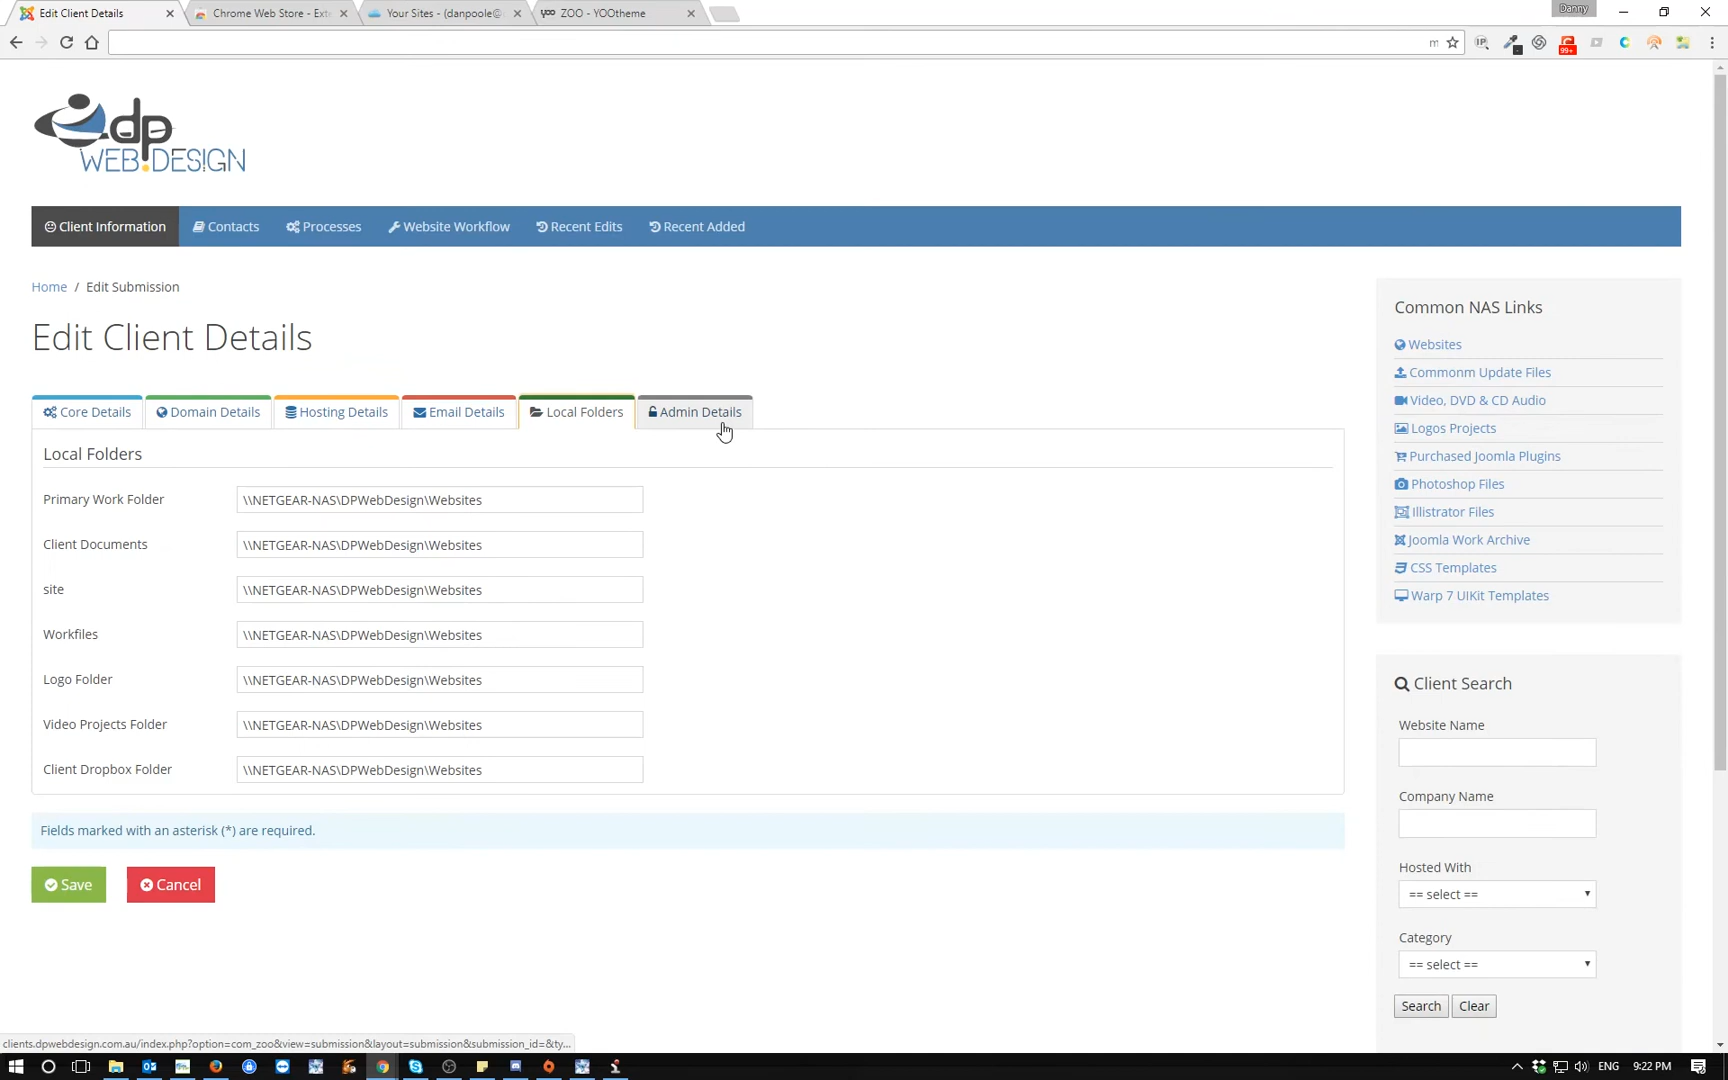 Edit Client Details
Chrome Web Store - Exte
Your Sites - (danpoole@
yoo ZOO - YOOtheme
Danny
m
IP
99+
dp
WEB DESIGN
Client Information
Contacts
Processes
Website Workflow
Recent Edits
Recent Added
Home / Edit Submission
Edit Client Details
Core Details
Domain Details
Hosting Details
Email Details
Local Folders
Admin Details
Local Folders
Primary Work Folder
\\NETGEAR-NAS\DPWebDesign\Websites
Client Documents
\\NETGEAR-NAS\DPWebDesign\Websites
site
\\NETGEAR-NAS\DPWebDesign\Websites
Workfiles
\\NETGEAR-NAS\DPWebDesign\Websites
Logo Folder
\\NETGEAR-NAS\DPWebDesign\Websites
Video Projects Folder
\\NETGEAR-NAS\DPWebDesign\Websites
Client Dropbox Folder
\\NETGEAR-NAS\DPWebDesign\Websites
Fields marked with an asterisk (*) are required.
Save
Cancel
Common NAS Links
Websites
Commonm Update Files
Video, DVD & CD Audio
Logos Projects
Purchased Joomla Plugins
Photoshop Files
Illistrator Files
Joomla Work Archive
CSS Templates
Warp 7 UIKit Templates
Client Search
Website Name
Company Name
Hosted With
== select ==
Category
== select ==
Search
Clear
clients.dpwebdesign.com.au/index.php?option=com_zoo&view=submission&layout=submission&submission_id=&ty...
ENG
9:22 PM